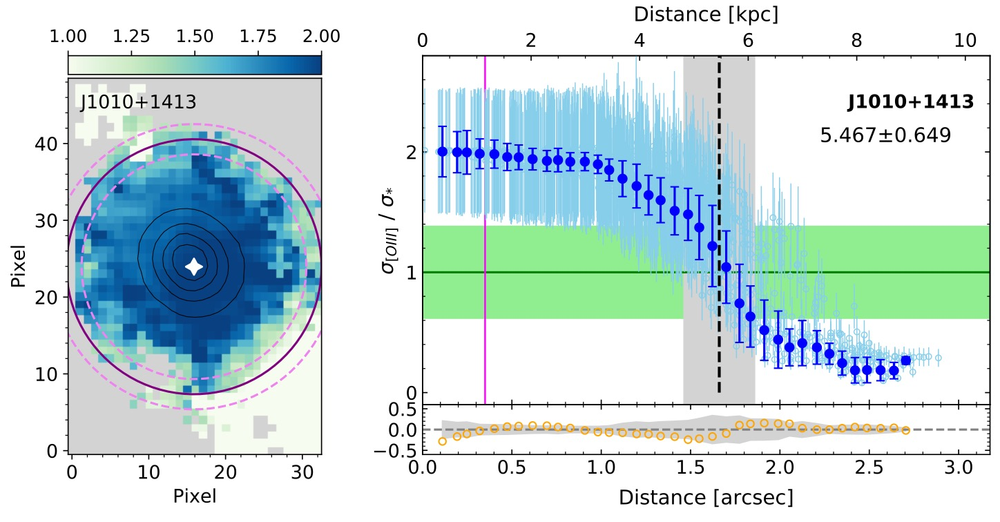 1.00 1.25 1.50 1.75 2.00
J1010+1413
40
30
20
10
0
Pixel
0 10 20 30
Pixel
Distance [kpc]
0 2 4 6 8 10
J1010+1413
5.467±0.649
2
1
0
σ[OIII] / σ*
0.5
0.0
−0.5
0.0 0.5 1.0 1.5 2.0 2.5 3.0
Distance [arcsec]